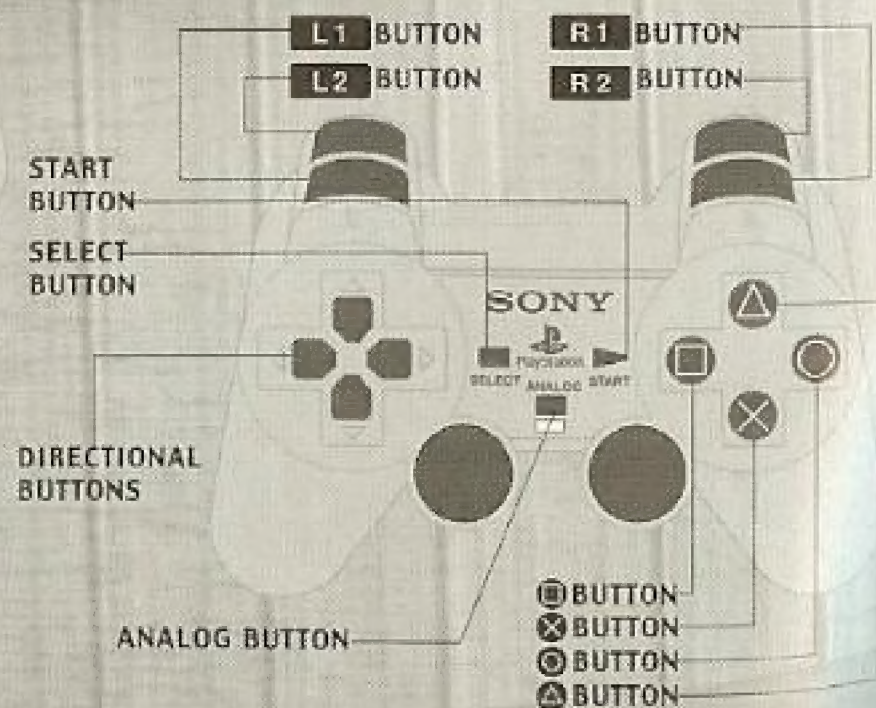 L1 BUTTON
R1 BUTTON
L2 BUTTON
R2 BUTTON
START
BUTTON
SELECT
BUTTON
SONY
PlayStation
SELECT
ANALOG
START
DIRECTIONAL
BUTTONS
BUTTON
ANALOG BUTTON
BUTTON
BUTTON
BUTTON